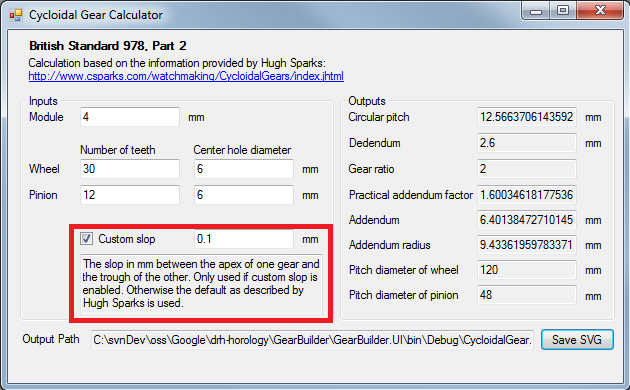 Cycloidal Gear Calculator
British Standard 978, Part 2
Calculation based on the information provided by Hugh Sparks:
http://www.csparks.com/watchmaking/CycloidalGears/index.jhtml
Inputs
Module 4 mm
Number of teeth Center hole diameter
Wheel 30 6 mm
Pinion 12 6 mm
Custom slop 0.1 mm
The slop in mm between the apex of one gear and
the trough of the other. Only used if custom slop is
enabled. Otherwise the default as described by
Hugh Sparks is used.
Outputs
Circular pitch 12.5663706143592 mm
Dedendum 2.6 mm
Gear ratio 2
Practical addendum factor 1.60034618177536
Addendum 6.40138472710145 mm
Addendum radius 9.43361959783371 mm
Pitch diameter of wheel 120 mm
Pitch diameter of pinion 48 mm
Output Path C:\svnDev\oss\Google\drh-horology\GearBuilder\GearBuilder.UI\bin\Debug\CycloidalGear. Save SVG